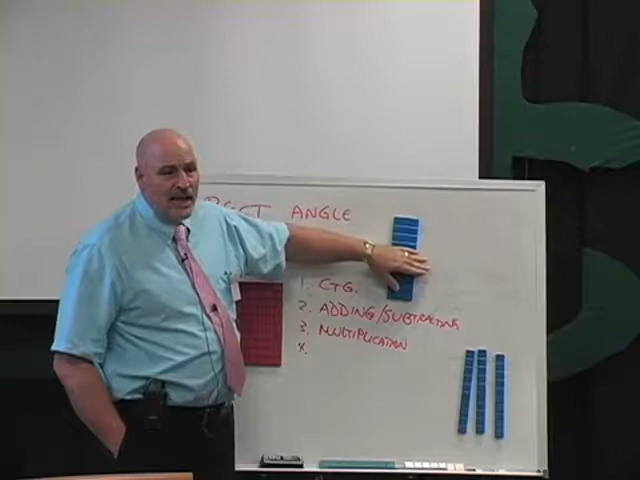 ANGLE
1. CTG.
2. ADDING/SUBTRACTING
3. MULTIPLICATION
4.